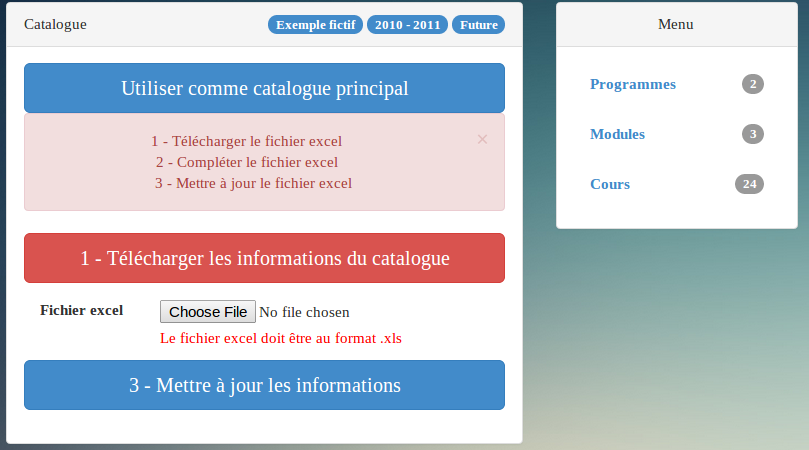 Catalogue
Exemple fictif 2010 - 2011 Future
Utiliser comme catalogue principal
×
1 - Télécharger le fichier excel
2 - Compléter le fichier excel
3 - Mettre à jour le fichier excel
1 - Télécharger les informations du catalogue
Fichier excel Choose File No file chosen
Le fichier excel doit être au format .xls
3 - Mettre à jour les informations
Menu
Programmes 2
Modules 3
Cours 24